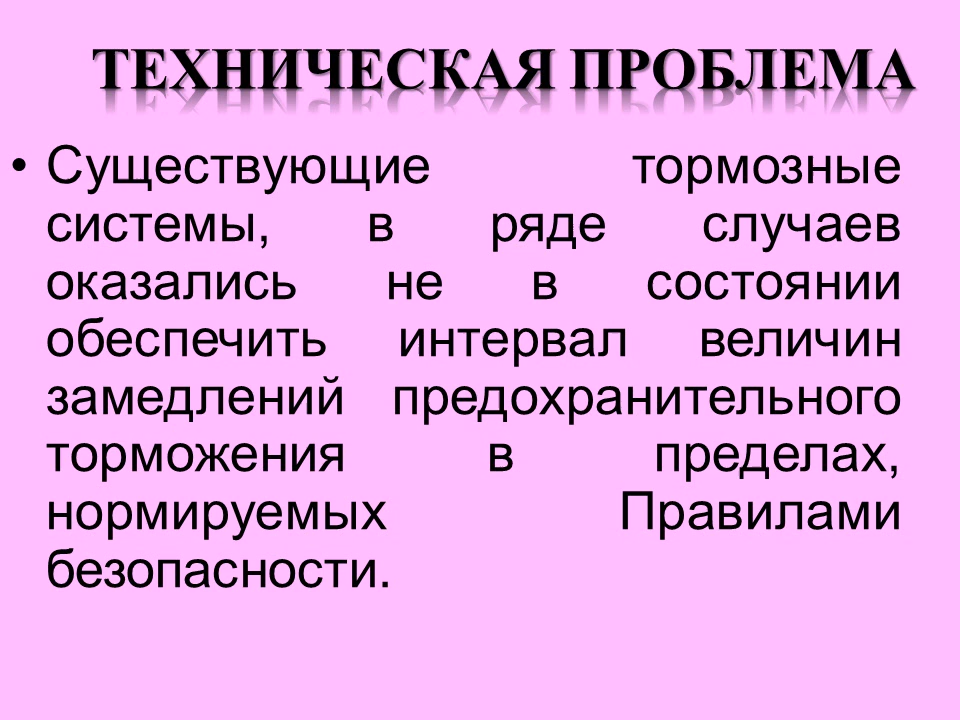 ТЕХНИЧЕСКАЯ ПРОБЛЕМА
• Существующие тормозные
системы, в ряде случаев
оказались не в состоянии
обеспечить интервал величин
замедлений предохранительного
торможения в пределах,
нормируемых Правилами
безопасности.